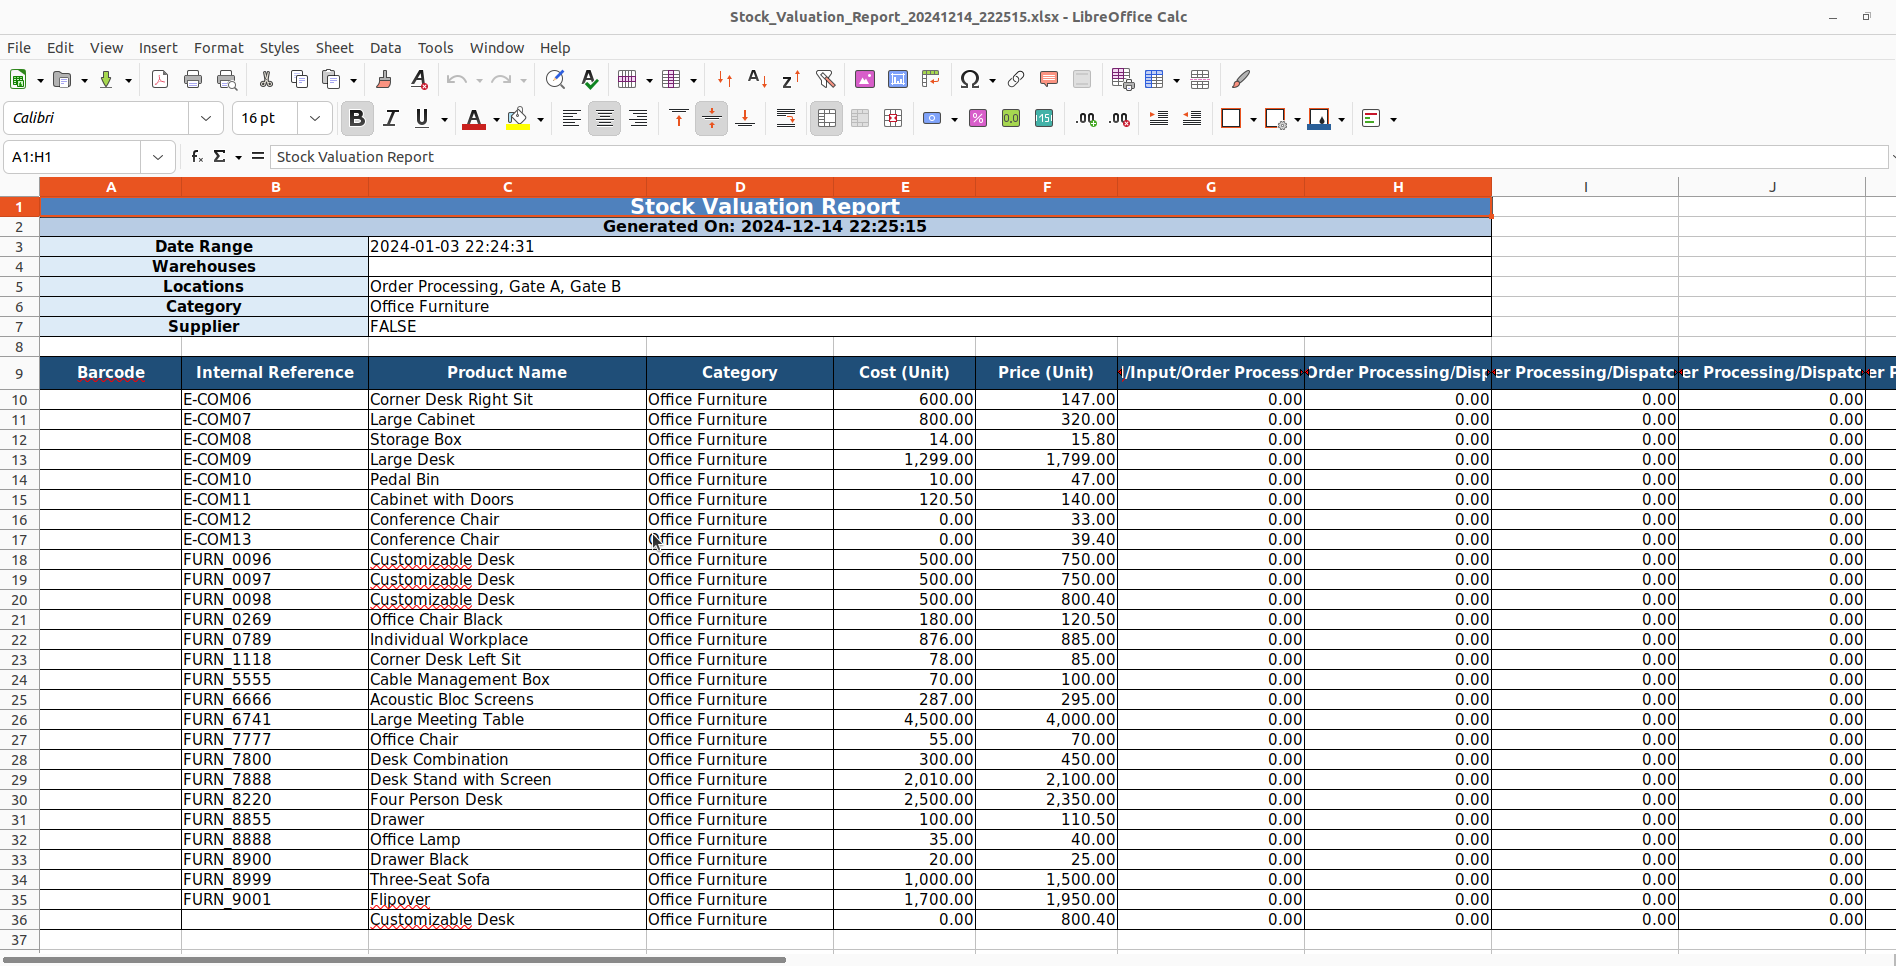 Stock_Valuation_Report_20241214_222515.xlsx - LibreOffice Calc
File Edit View Insert Format Styles Sheet Data Tools Window Help
Calibri 16 pt
A1:H1 Stock Valuation Report
A B C D E F G H I J
1 Stock Valuation Report
2 Generated On: 2024-12-14 22:25:15
3 Date Range 2024-01-03 22:24:31
4 Warehouses
5 Locations Order Processing, Gate A, Gate B
6 Category Office Furniture
7 Supplier FALSE
8
9 Barcode Internal Reference Product Name Category Cost (Unit) Price (Unit) /Input/Order Process Order Processing/Disp er Processing/Dispatc er Processing/Dispatc er P
10 E-COM06 Corner Desk Right Sit Office Furniture 600.00 147.00 0.00 0.00 0.00 0.00
11 E-COM07 Large Cabinet Office Furniture 800.00 320.00 0.00 0.00 0.00 0.00
12 E-COM08 Storage Box Office Furniture 14.00 15.80 0.00 0.00 0.00 0.00
13 E-COM09 Large Desk Office Furniture 1,299.00 1,799.00 0.00 0.00 0.00 0.00
14 E-COM10 Pedal Bin Office Furniture 10.00 47.00 0.00 0.00 0.00 0.00
15 E-COM11 Cabinet with Doors Office Furniture 120.50 140.00 0.00 0.00 0.00 0.00
16 E-COM12 Conference Chair Office Furniture 0.00 33.00 0.00 0.00 0.00 0.00
17 E-COM13 Conference Chair Office Furniture 0.00 39.40 0.00 0.00 0.00 0.00
18 FURN_0096 Customizable Desk Office Furniture 500.00 750.00 0.00 0.00 0.00 0.00
19 FURN_0097 Customizable Desk Office Furniture 500.00 750.00 0.00 0.00 0.00 0.00
20 FURN_0098 Customizable Desk Office Furniture 500.00 800.40 0.00 0.00 0.00 0.00
21 FURN_0269 Office Chair Black Office Furniture 180.00 120.50 0.00 0.00 0.00 0.00
22 FURN_0789 Individual Workplace Office Furniture 876.00 885.00 0.00 0.00 0.00 0.00
23 FURN_1118 Corner Desk Left Sit Office Furniture 78.00 85.00 0.00 0.00 0.00 0.00
24 FURN_5555 Cable Management Box Office Furniture 70.00 100.00 0.00 0.00 0.00 0.00
25 FURN_6666 Acoustic Bloc Screens Office Furniture 287.00 295.00 0.00 0.00 0.00 0.00
26 FURN_6741 Large Meeting Table Office Furniture 4,500.00 4,000.00 0.00 0.00 0.00 0.00
27 FURN_7777 Office Chair Office Furniture 55.00 70.00 0.00 0.00 0.00 0.00
28 FURN_7800 Desk Combination Office Furniture 300.00 450.00 0.00 0.00 0.00 0.00
29 FURN_7888 Desk Stand with Screen Office Furniture 2,010.00 2,100.00 0.00 0.00 0.00 0.00
30 FURN_8220 Four Person Desk Office Furniture 2,500.00 2,350.00 0.00 0.00 0.00 0.00
31 FURN_8855 Drawer Office Furniture 100.00 110.50 0.00 0.00 0.00 0.00
32 FURN_8888 Office Lamp Office Furniture 35.00 40.00 0.00 0.00 0.00 0.00
33 FURN_8900 Drawer Black Office Furniture 20.00 25.00 0.00 0.00 0.00 0.00
34 FURN_8999 Three-Seat Sofa Office Furniture 1,000.00 1,500.00 0.00 0.00 0.00 0.00
35 FURN_9001 Flipover Office Furniture 1,700.00 1,950.00 0.00 0.00 0.00 0.00
36 Customizable Desk Office Furniture 0.00 800.40 0.00 0.00 0.00 0.00
37